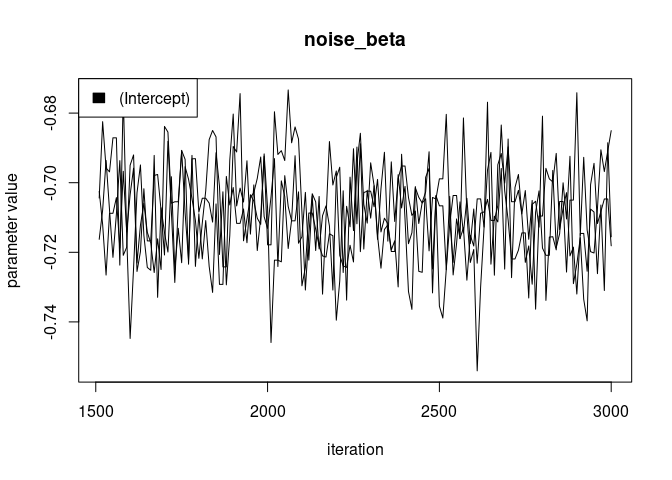 noise_beta
(Intercept)
parameter value
-0.68
-0.70
-0.72
-0.74
1500
2000
2500
3000
iteration